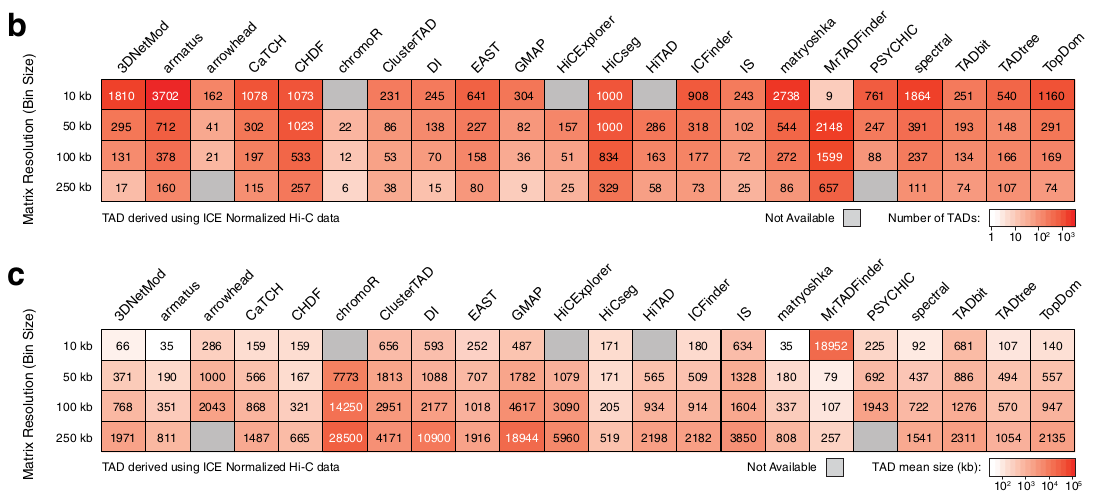 b
3DNetMod armatus arrowhead CaTCH CHDF chromoR ClusterTAD DI EAST GMAP HiCExplorer HiCseg HiTAD ICFinder IS matryoshka MrTADFinder PSYCHIC spectral TADbit TADtree TopDom
Matrix Resolution (Bin Size)
10 kb 1810 3702 162 1078 1073 231 245 641 304 1000 908 243 2738 9 761 1864 251 540 1160
50 kb 295 712 41 302 1023 22 86 138 227 82 157 1000 286 318 102 544 2148 247 391 193 148 291
100 kb 131 378 21 197 533 12 53 70 158 36 51 834 163 177 72 272 1599 88 237 134 166 169
250 kb 17 160 115 257 6 38 15 80 9 25 329 58 73 25 86 657 111 74 107 74
TAD derived using ICE Normalized Hi-C data Not Available Number of TADs:
1 10 10² 10³
c
3DNetMod armatus arrowhead CaTCH CHDF chromoR ClusterTAD DI EAST GMAP HiCExplorer HiCseg HiTAD ICFinder IS matryoshka MrTADFinder PSYCHIC spectral TADbit TADtree TopDom
Matrix Resolution (Bin Size)
10 kb 66 35 286 159 159 656 593 252 487 171 180 634 35 18952 225 92 681 107 140
50 kb 371 190 1000 566 167 7773 1813 1088 707 1782 1079 171 565 509 1328 180 79 692 437 886 494 557
100 kb 768 351 2043 868 321 14250 2951 2177 1018 4617 3090 205 934 914 1604 337 107 1943 722 1276 570 947
250 kb 1971 811 1487 665 28500 4171 10900 1916 18944 5960 519 2198 2182 3850 808 257 1541 2311 1054 2135
TAD derived using ICE Normalized Hi-C data Not Available TAD mean size (kb):
10² 10³ 10⁴ 10⁵